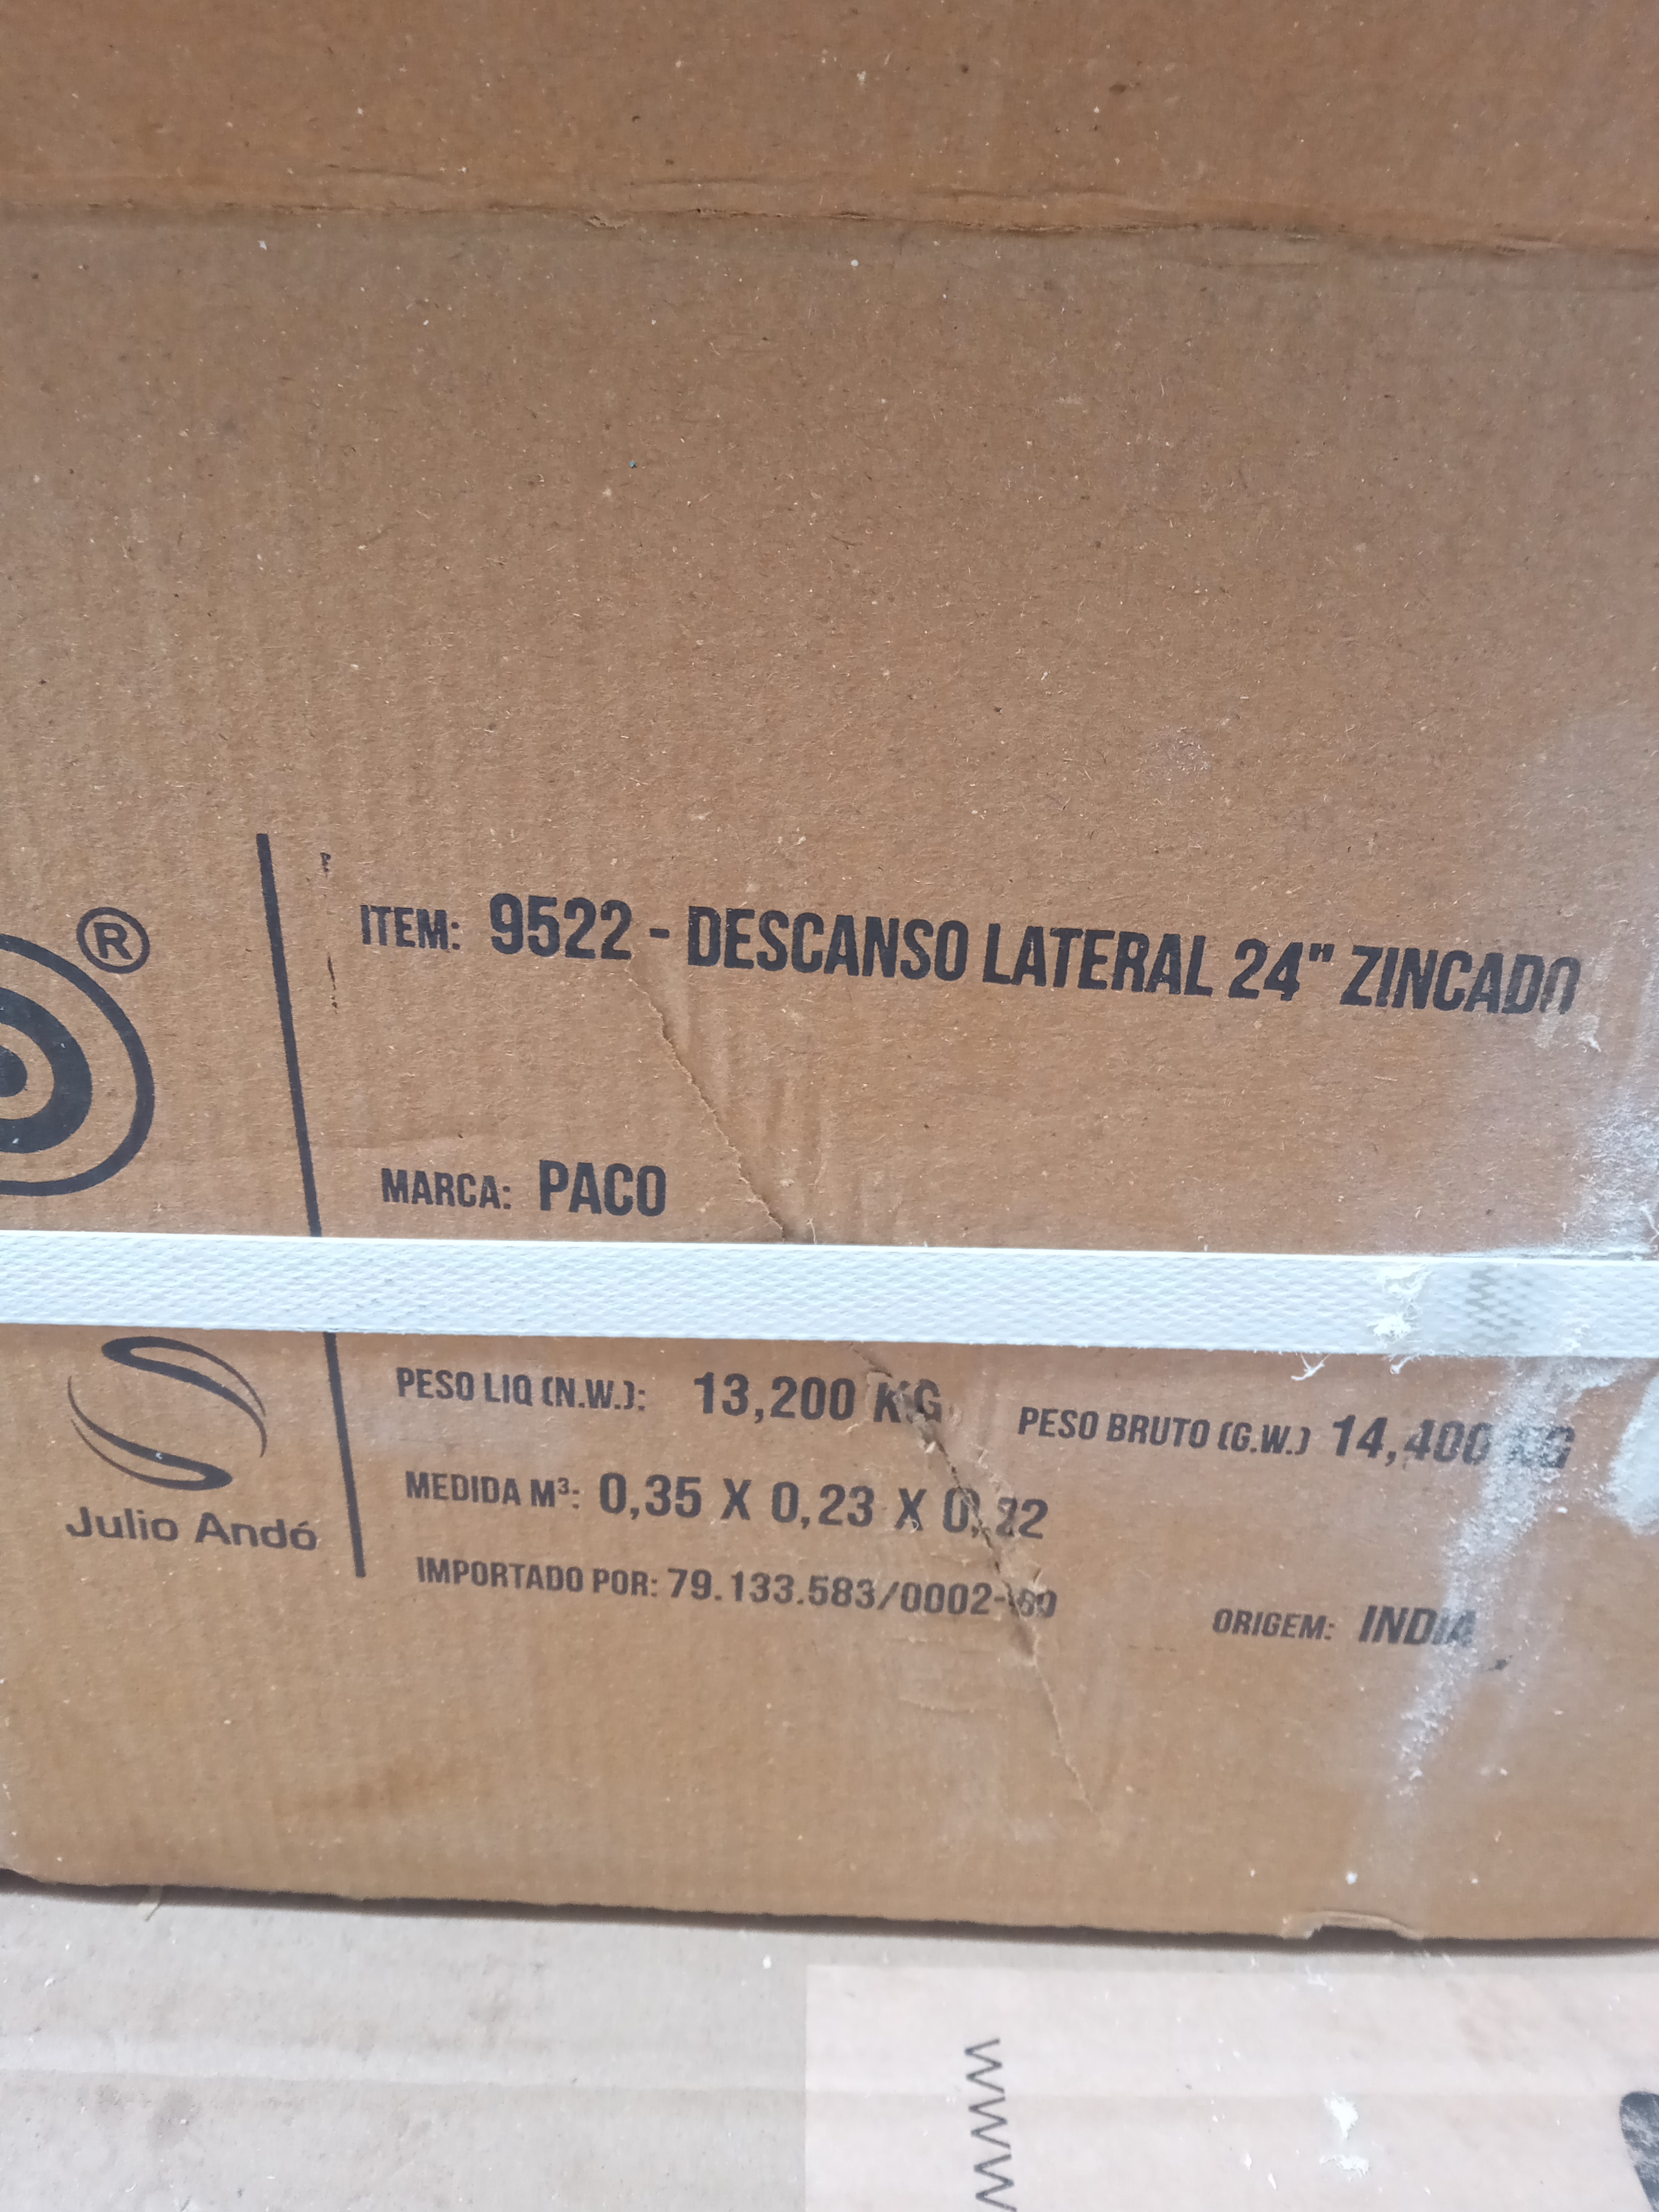 ®
ITEM: 9522 - DESCANSO LATERAL 24" ZINCADO
MARCA: PACO
PESO LIQ (N.W.): 13,200 KG PESO BRUTO (G.W.) 14,400 KG
MEDIDA M³: 0,35 X 0,23 X 0,22
Julio Andó
IMPORTADO POR: 79.133.583/0002-60
ORIGEM: INDIA